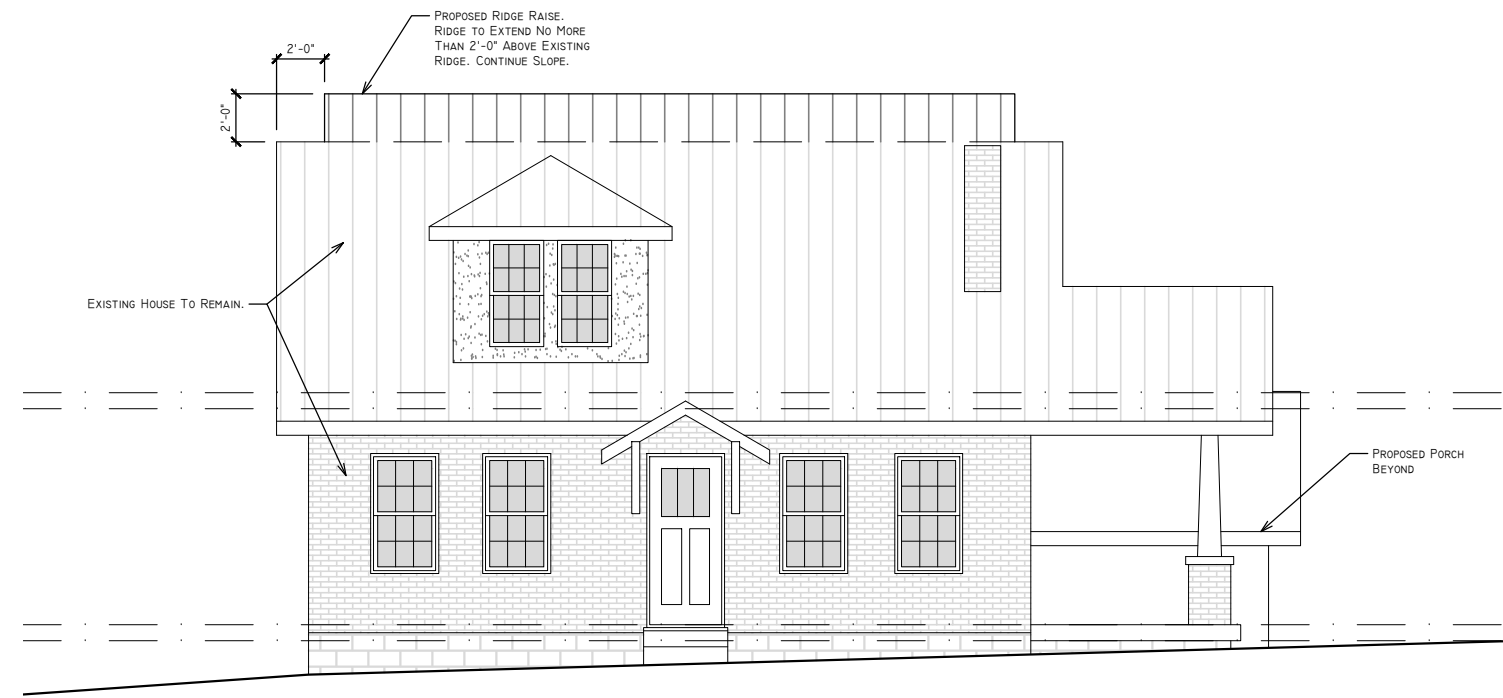 Proposed Ridge Raise.
Ridge to Extend No More
Than 2'-0" Above Existing
Ridge. Continue Slope.
2'-0"
2'-0"
Existing House To Remain.
Proposed Porch
Beyond